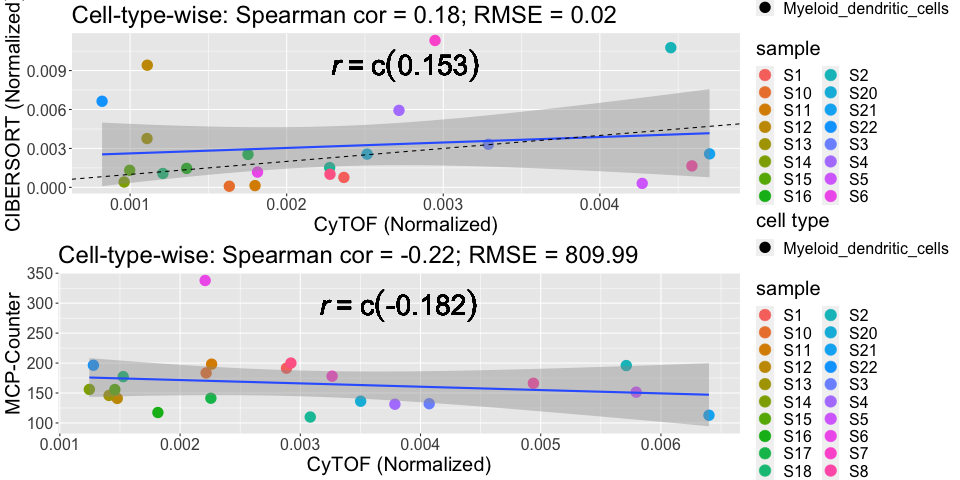 Cell-type-wise: Spearman cor = 0.18; RMSE = 0.02
CIBERSORT (Normalized)
0.009
0.006
0.003
0.000
r = c(0.153)
0.001 0.002 0.003 0.004
CyTOF (Normalized)
Myeloid_dendritic_cells
sample
S1 S2
S10 S20
S11 S21
S12 S22
S13 S3
S14 S4
S15 S5
S16 S6
Cell-type-wise: Spearman cor = -0.22; RMSE = 809.99
MCP-Counter
350
300
250
200
150
100
r = c(-0.182)
0.001 0.002 0.003 0.004 0.005 0.006
CyTOF (Normalized)
cell type
Myeloid_dendritic_cells
sample
S1 S2
S10 S20
S11 S21
S12 S22
S13 S3
S14 S4
S15 S5
S16 S6
S17 S7
S18 S8